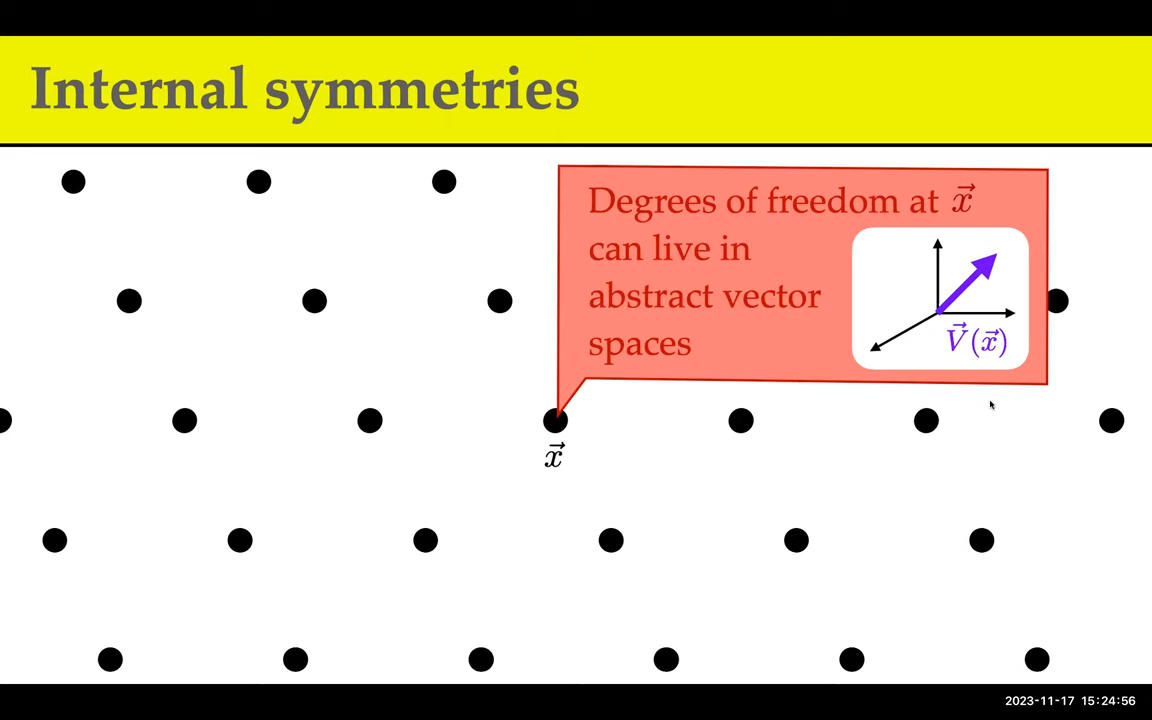 Internal symmetries
Degrees of freedom at $\vec{x}$
can live in
abstract vector
spaces
$\vec{V}(\vec{x})$
$\vec{x}$
2023-11-17 15:24:56